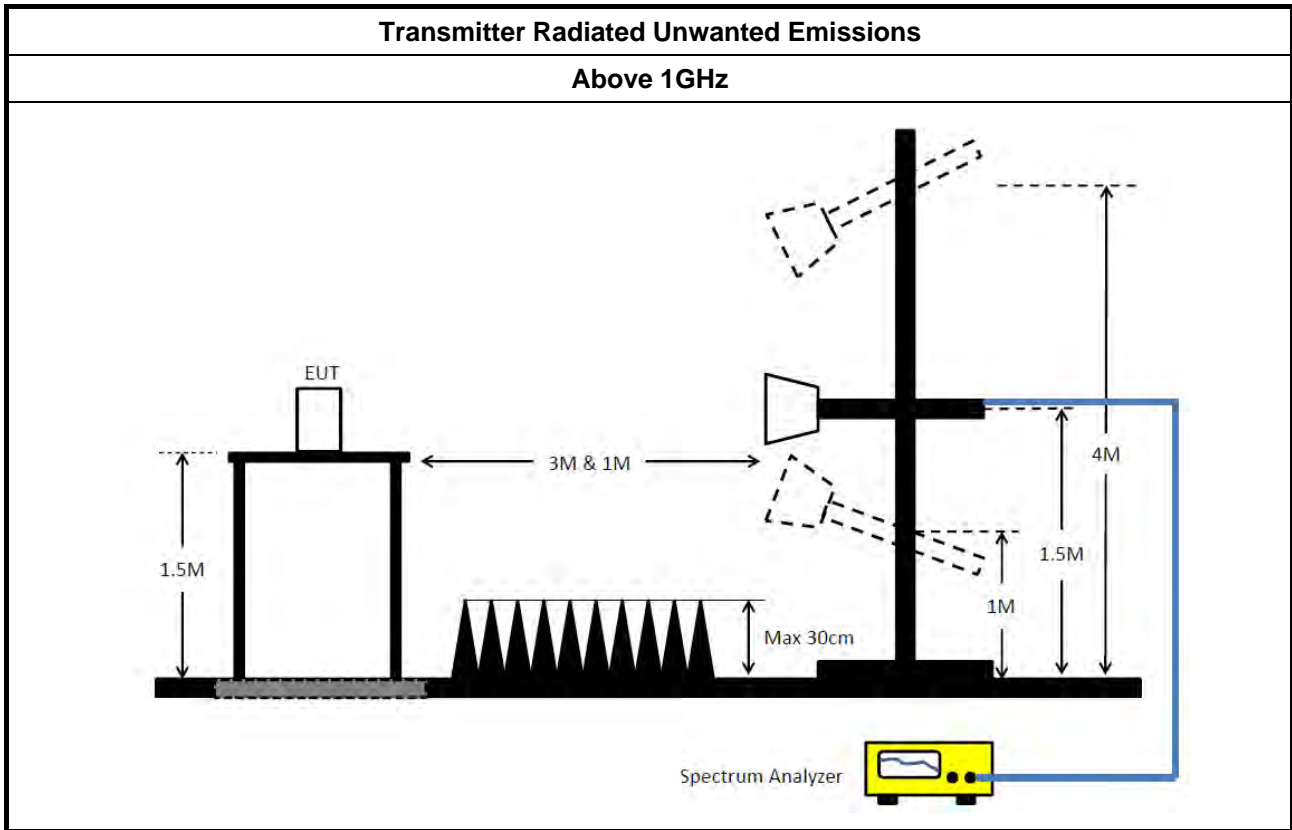 Transmitter Radiated Unwanted Emissions
Above 1GHz
EUT
3M & 1M
4M
1.5M
1.5M
1M
Max 30cm
Spectrum Analyzer